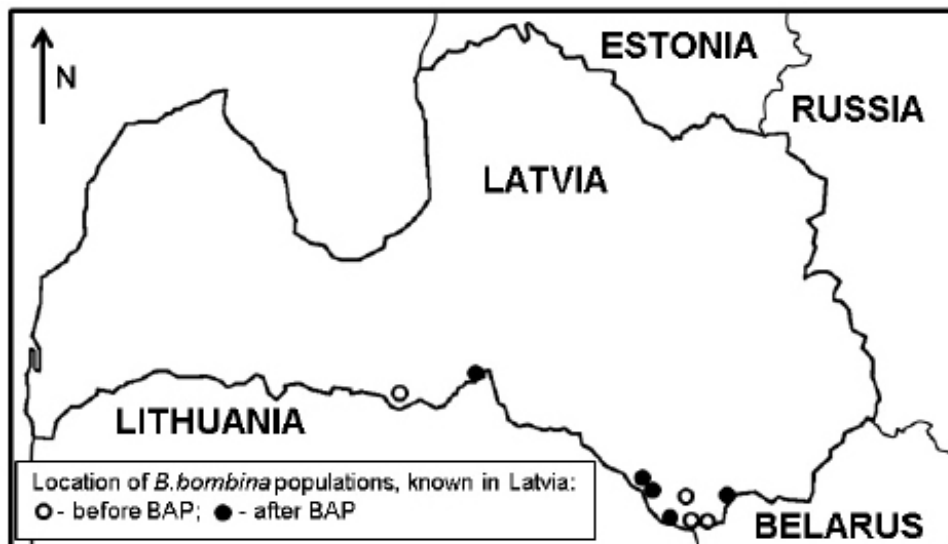 ESTONIA
N
RUSSIA
LATVIA
LITHUANIA
Location of B.bombina populations, known in Latvia:
- before BAP; - after BAP
BELARUS